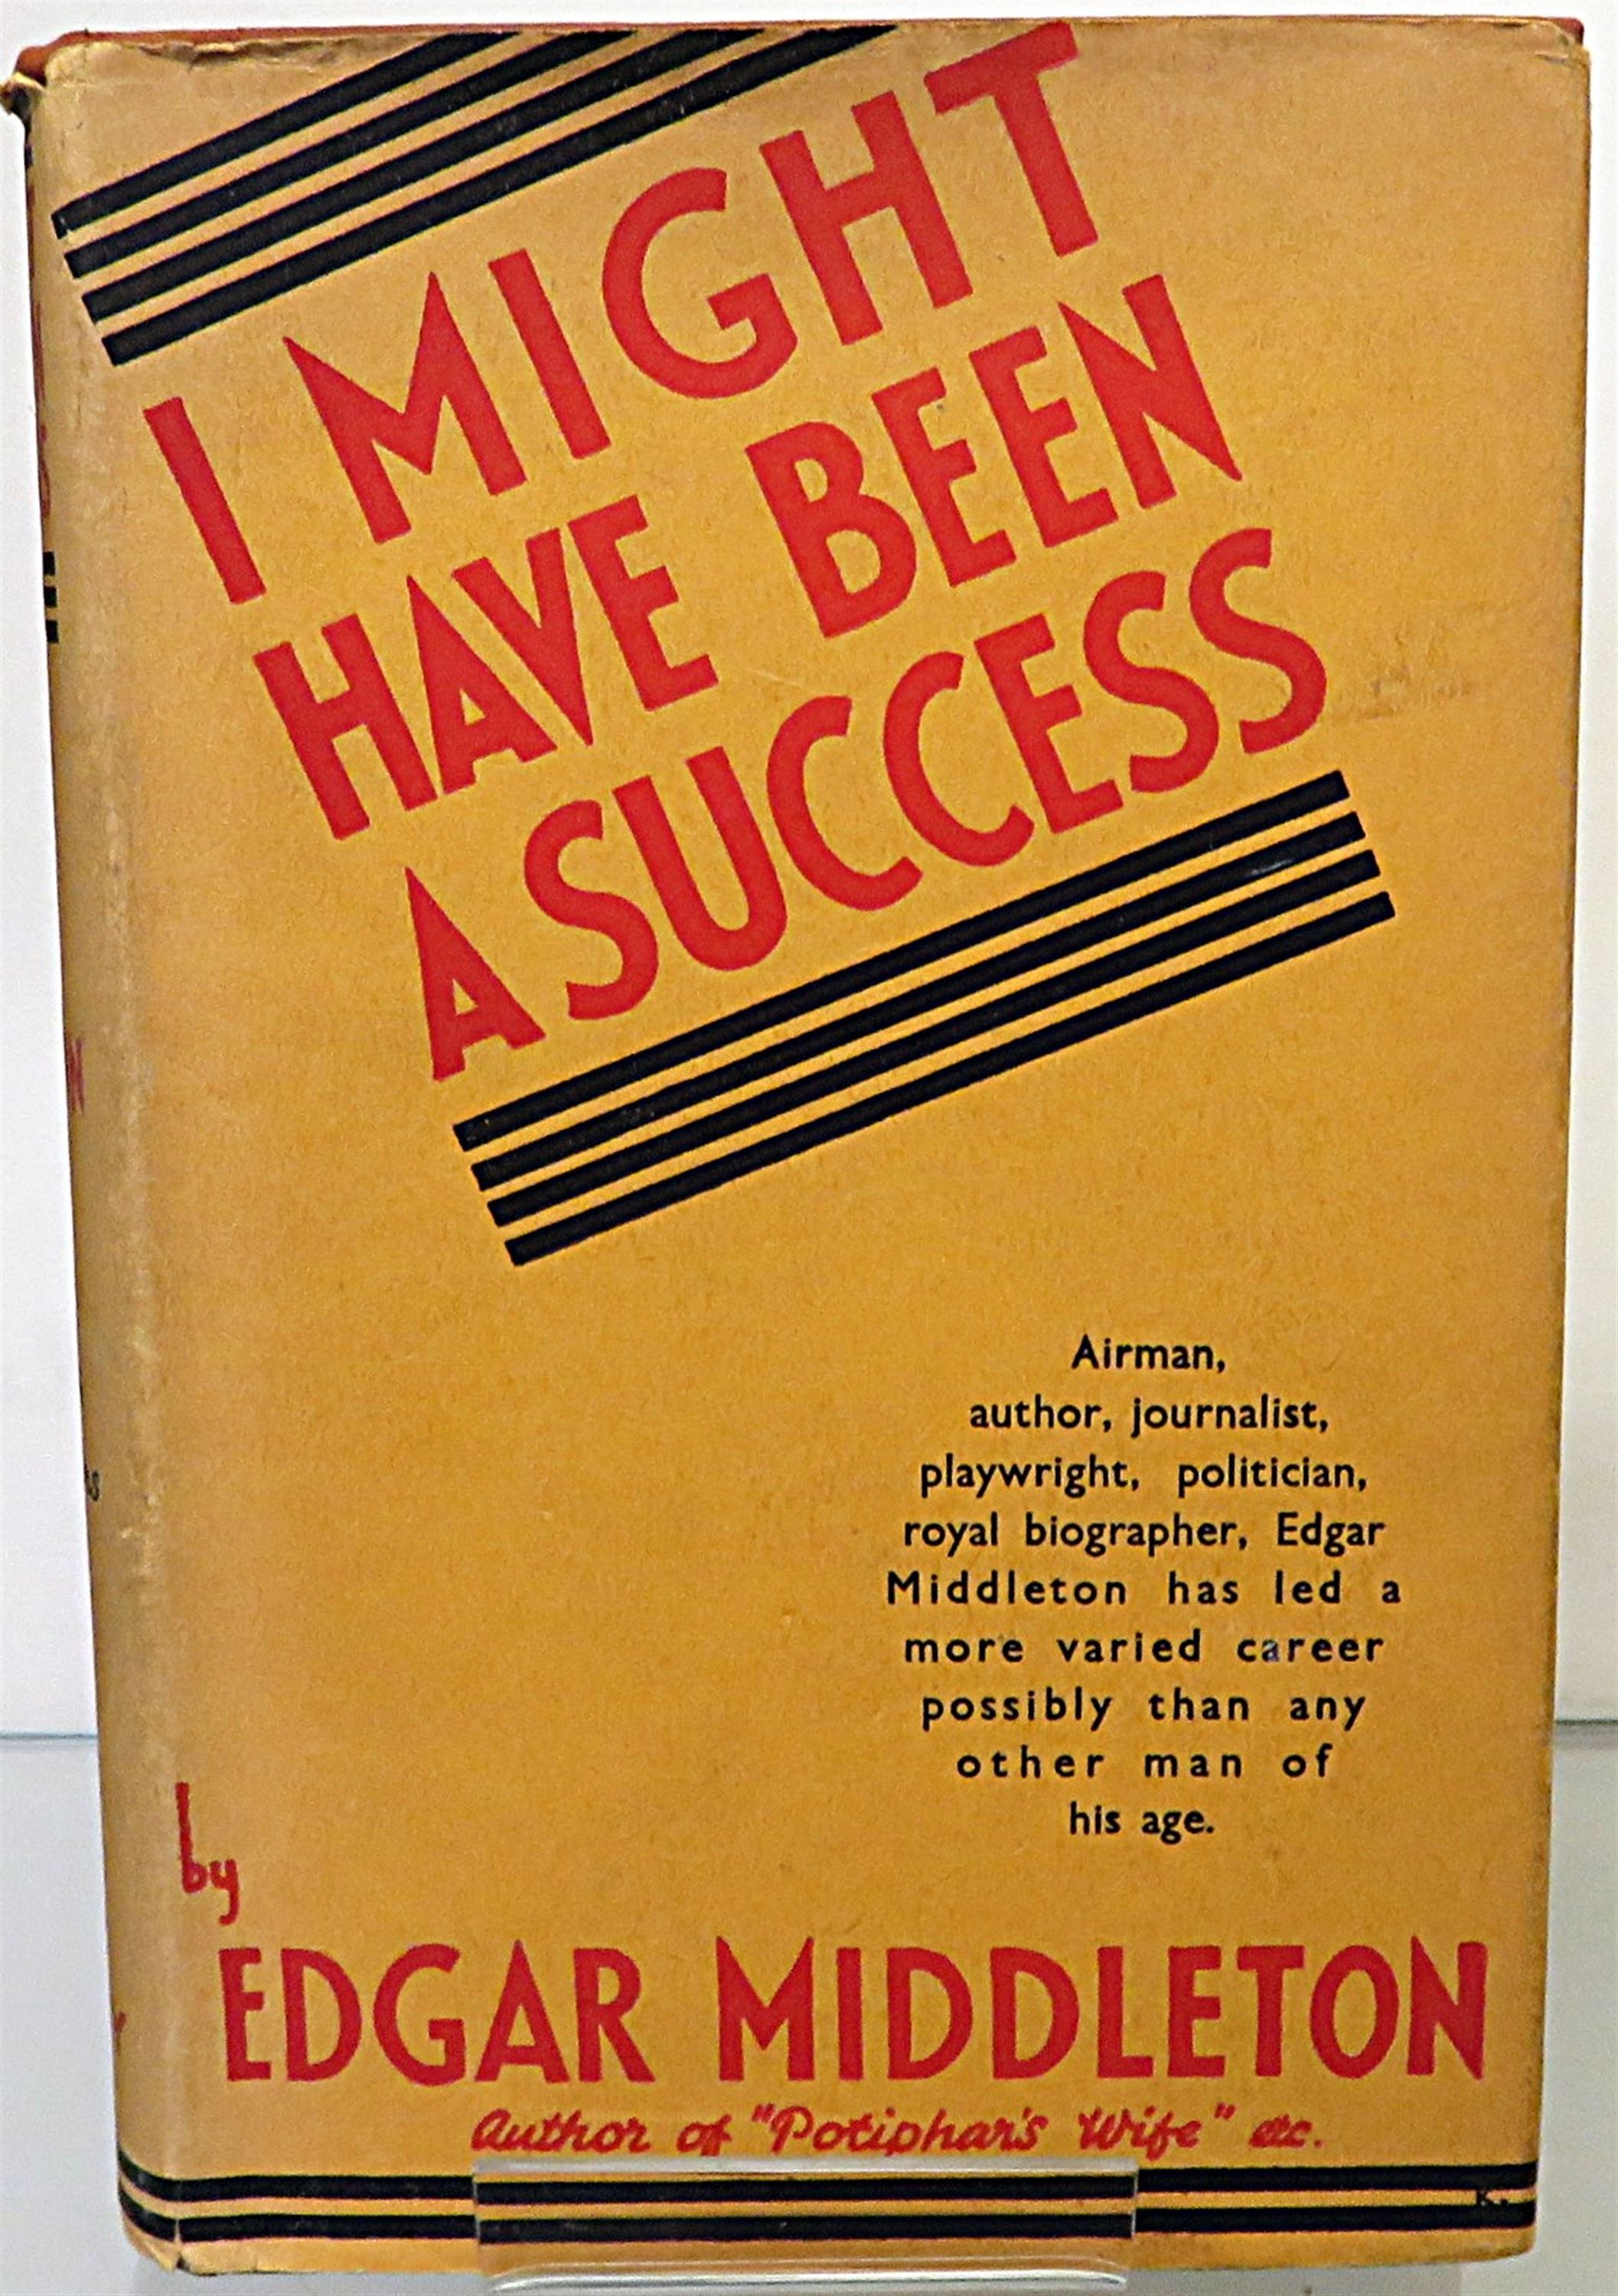 I MIGHT
HAVE BEEN
A SUCCESS
Airman,
author, journalist,
playwright, politician,
royal biographer, Edgar
Middleton has led a
more varied career
possibly than any
other man of
his age.
by
EDGAR MIDDLETON
Author of "Potiphar's Wife" etc.
K.